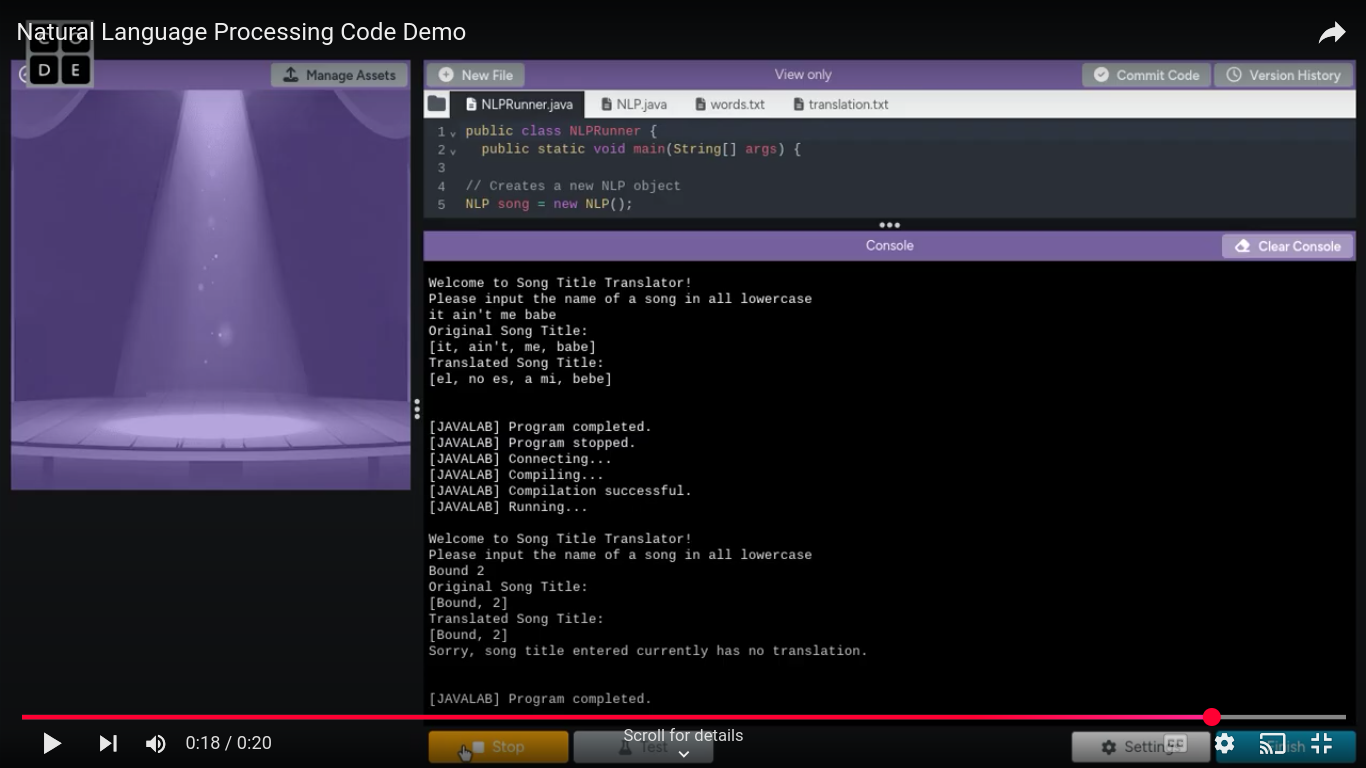 Natural Language Processing Code Demo
C O
D E
Manage Assets
New File
View only
Commit Code
Version History
NLPRunner.java
NLP.java
words.txt
translation.txt
1 public class NLPRunner {
2 public static void main(String[] args) {
3
4 // Creates a new NLP object
5 NLP song = new NLP();
Console
Clear Console
Welcome to Song Title Translator!
Please input the name of a song in all lowercase
it ain't me babe
Original Song Title:
[it, ain't, me, babe]
Translated Song Title:
[el, no es, a mi, bebe]
[JAVALAB] Program completed.
[JAVALAB] Program stopped.
[JAVALAB] Connecting...
[JAVALAB] Compiling...
[JAVALAB] Compilation successful.
[JAVALAB] Running...
Welcome to Song Title Translator!
Please input the name of a song in all lowercase
Bound 2
Original Song Title:
[Bound, 2]
Translated Song Title:
[Bound, 2]
Sorry, song title entered currently has no translation.
[JAVALAB] Program completed.
0:18 / 0:20
Stop
Test
Scroll for details
CC